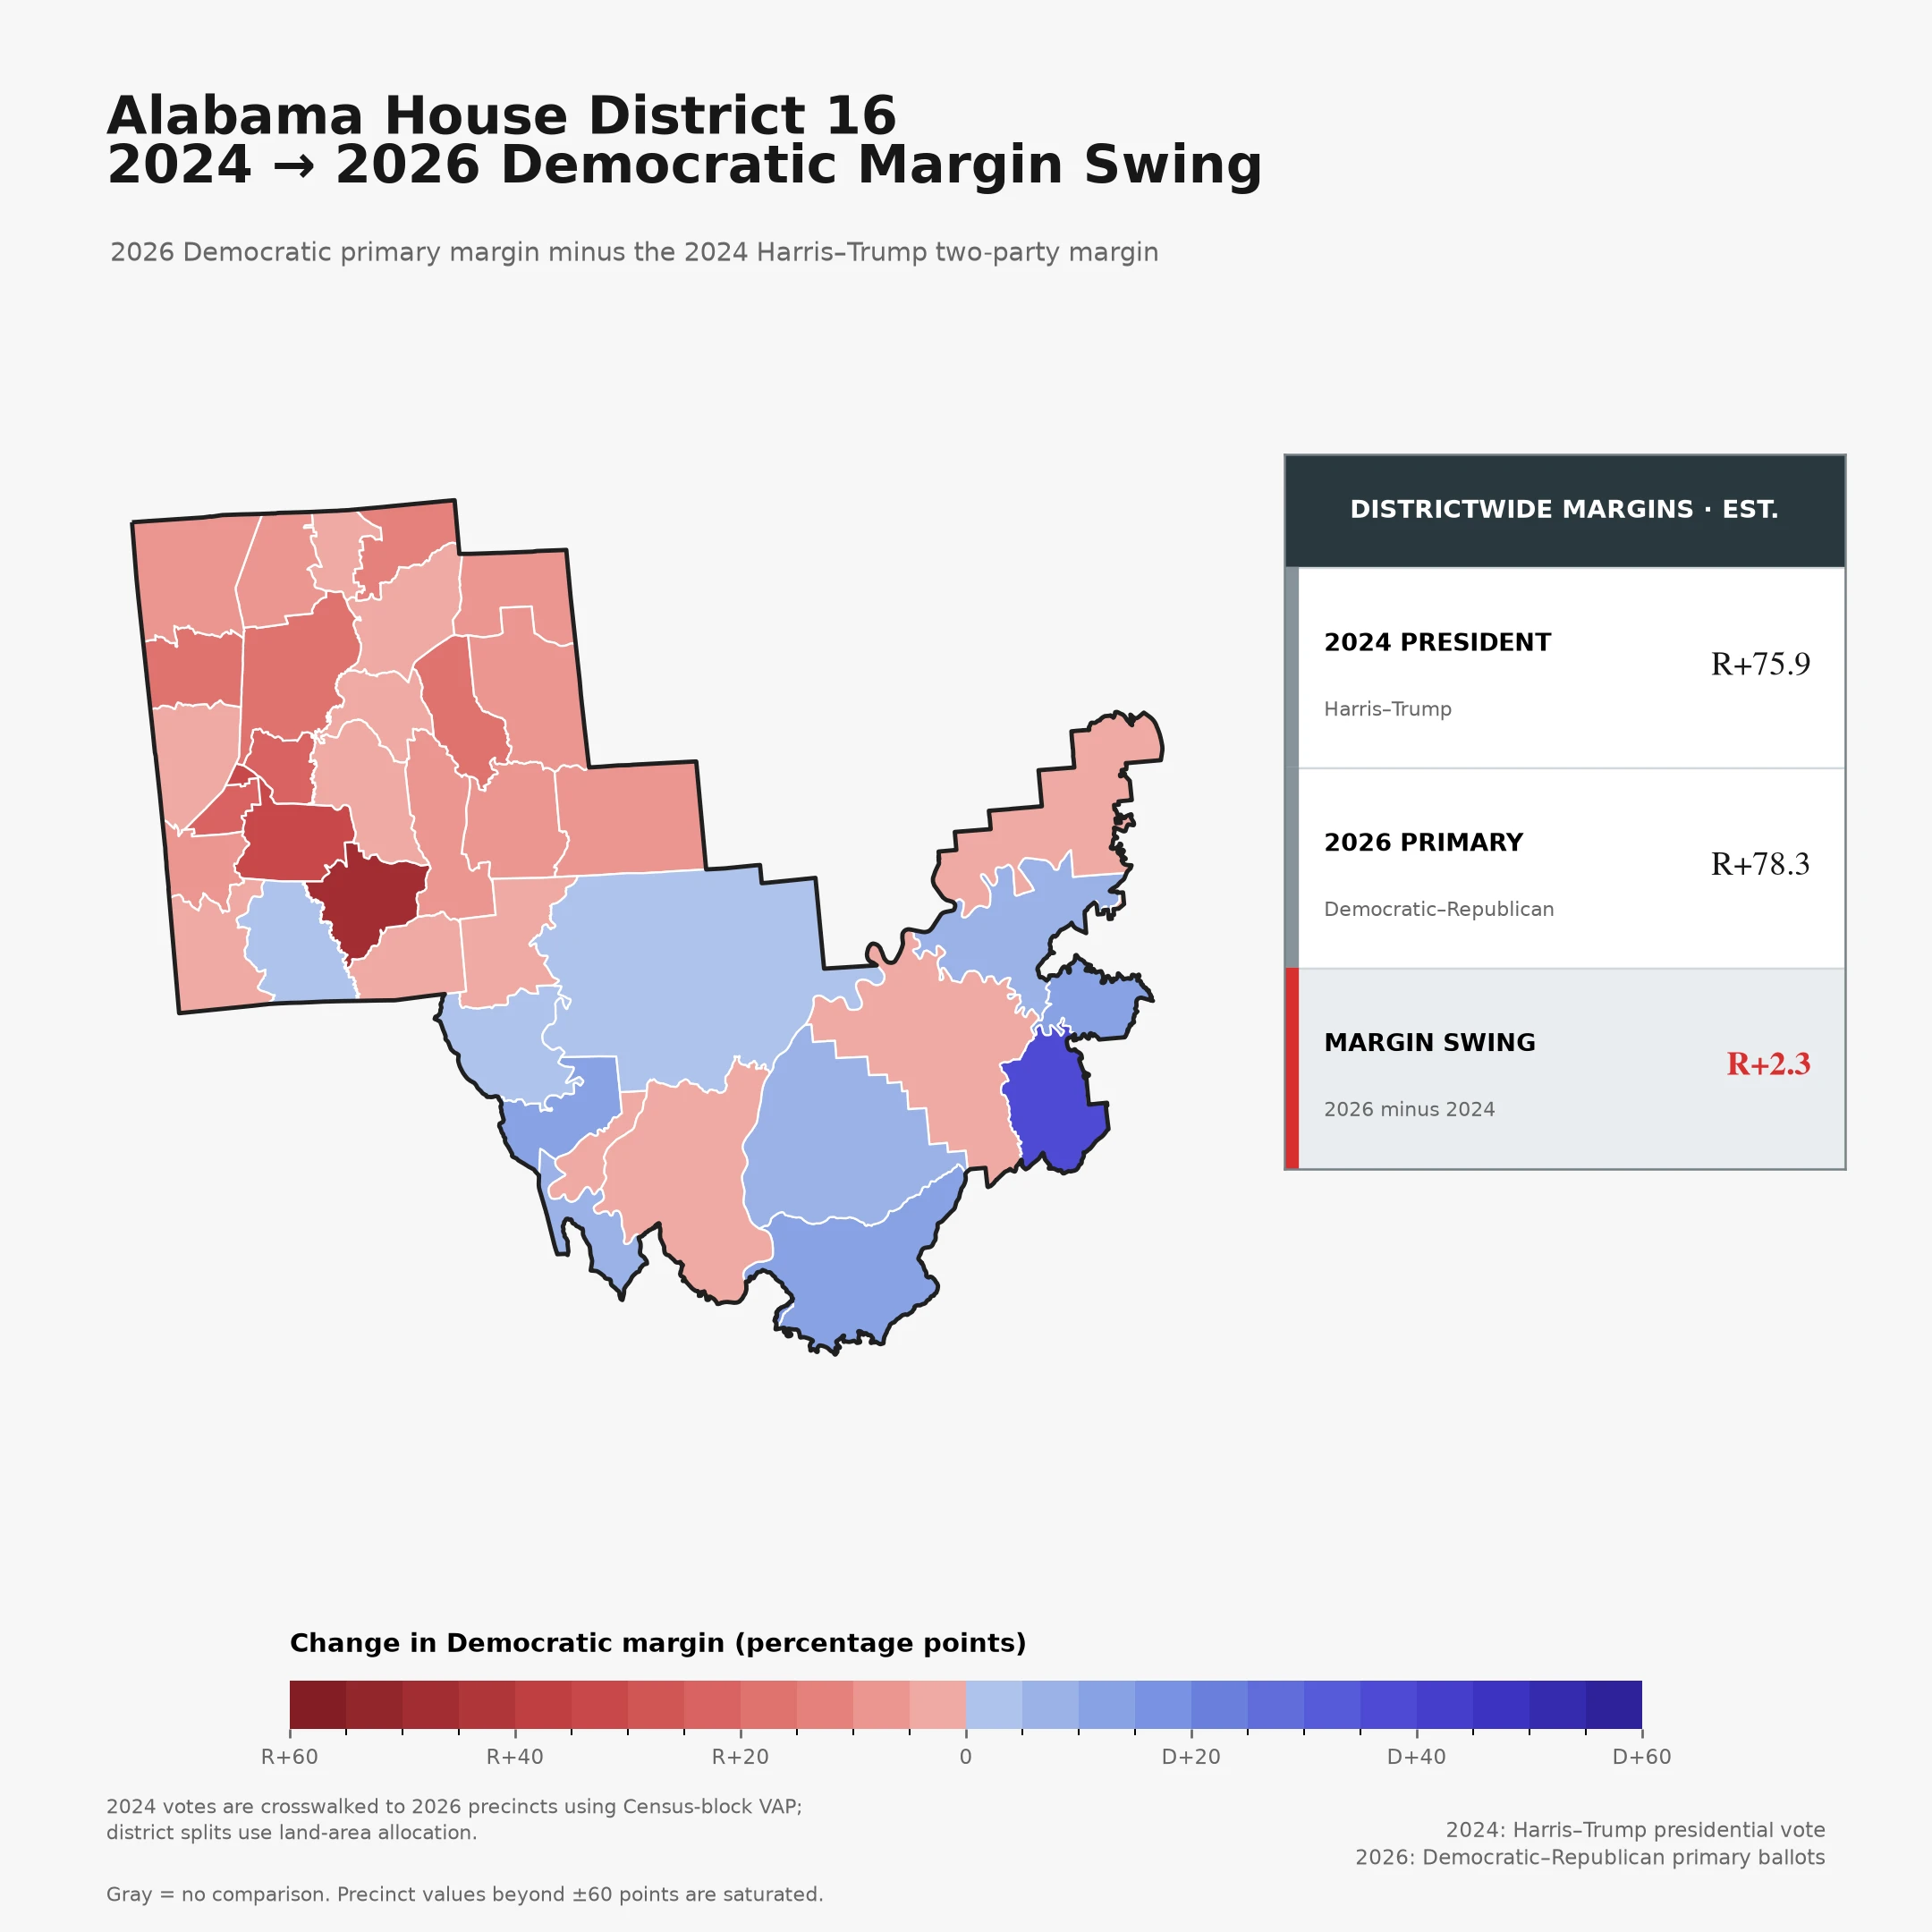 Alabama House District 16
2024 → 2026 Democratic Margin Swing
2026 Democratic primary margin minus the 2024 Harris–Trump two-party margin
DISTRICTWIDE MARGINS · EST.
2024 PRESIDENT
R+75.9
Harris–Trump
2026 PRIMARY
R+78.3
Democratic–Republican
MARGIN SWING
R+2.3
2026 minus 2024
Change in Democratic margin (percentage points)
R+60 R+40 R+20 0 D+20 D+40 D+60
2024 votes are crosswalked to 2026 precincts using Census-block VAP;
district splits use land-area allocation.
Gray = no comparison. Precinct values beyond ±60 points are saturated.
2024: Harris–Trump presidential vote
2026: Democratic–Republican primary ballots